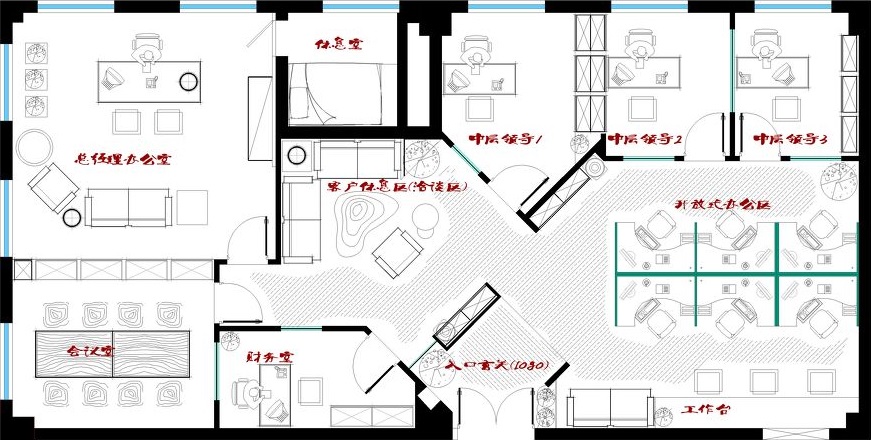 休息室
中层领导1
中层领导2
中层领导3
总经理办公室
客户休息区(洽谈区)
开放式办公区
会议室
财务室
入口玄关(LOGO)
工作台